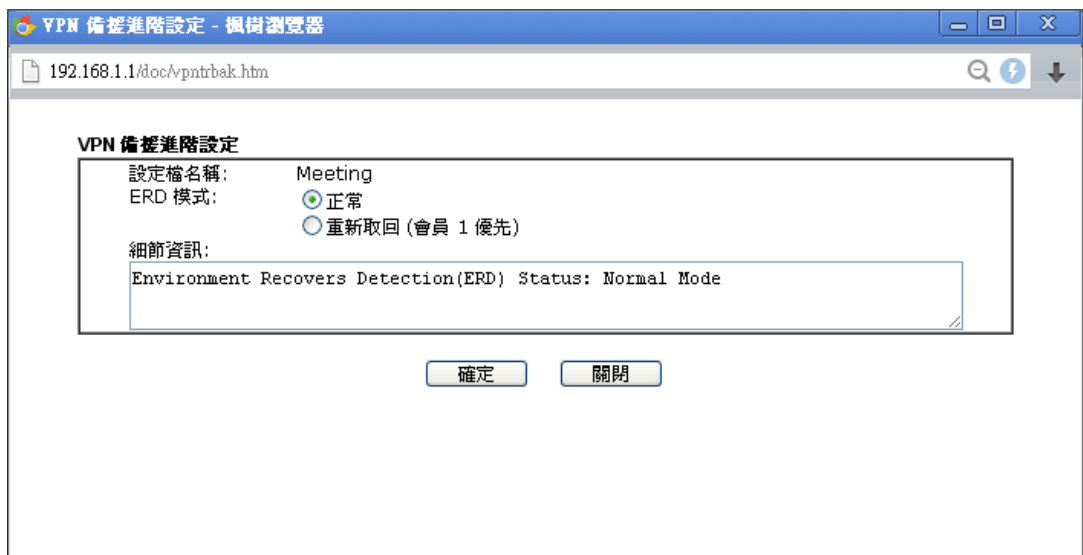 VPN 備援進階設定 - 楓樹瀏覽器
192.168.1.1/doc/vpntrbak.htm
VPN 備援進階設定
設定檔名稱: Meeting
ERD 模式: 正常
重新取回 (會員 1 優先)
細節資訊:
Environment Recovers Detection(ERD) Status: Normal Mode
確定 關閉